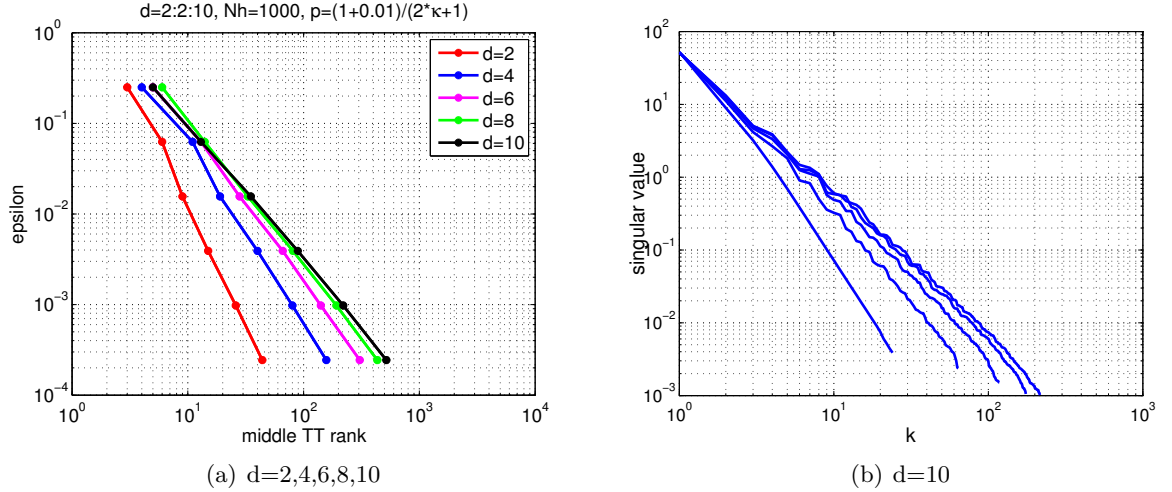 d=2:2:10, Nh=1000, p=(1+0.01)/(2*κ+1)
10^0
10^−1
10^−2
10^−3
10^−4
epsilon
d=2
d=4
d=6
d=8
d=10
10^0
10^1
10^2
10^3
10^4
middle TT rank
(a) d=2,4,6,8,10
10^2
10^1
10^0
10^−1
10^−2
10^−3
singular value
10^0
10^1
10^2
10^3
k
(b) d=10